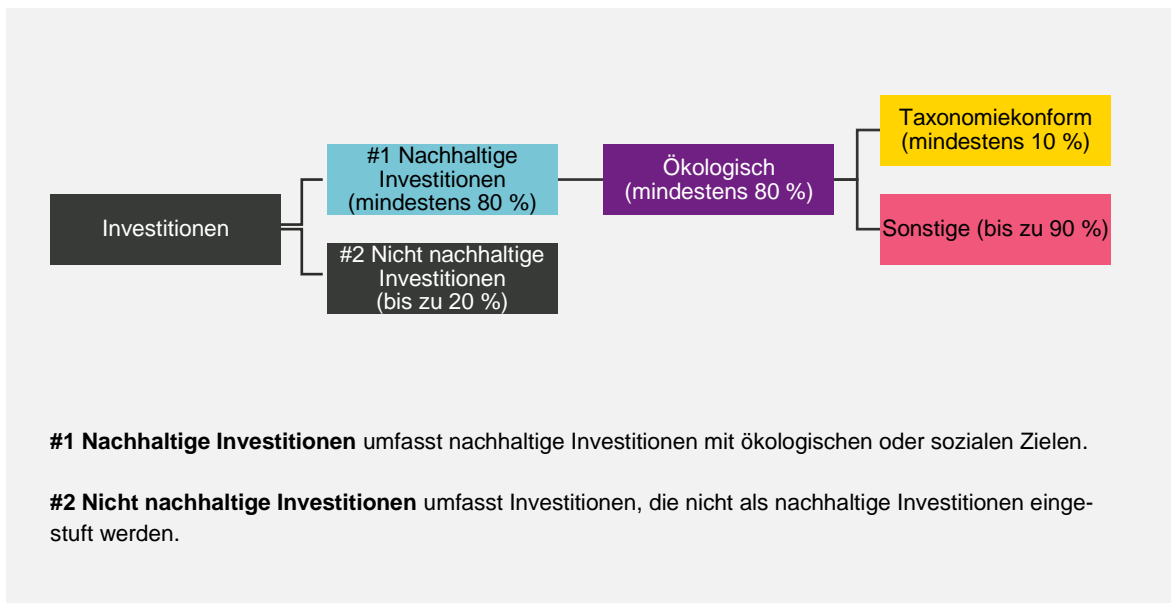 Taxonomiekonform
(mindestens 10 %)
#1 Nachhaltige
Investitionen
(mindestens 80 %)
Ökologisch
(mindestens 80 %)
Investitionen
Sonstige (bis zu 90 %)
#2 Nicht nachhaltige
Investitionen
(bis zu 20 %)
#1 Nachhaltige Investitionen umfasst nachhaltige Investitionen mit ökologischen oder sozialen Zielen.
#2 Nicht nachhaltige Investitionen umfasst Investitionen, die nicht als nachhaltige Investitionen einge-
stuft werden.